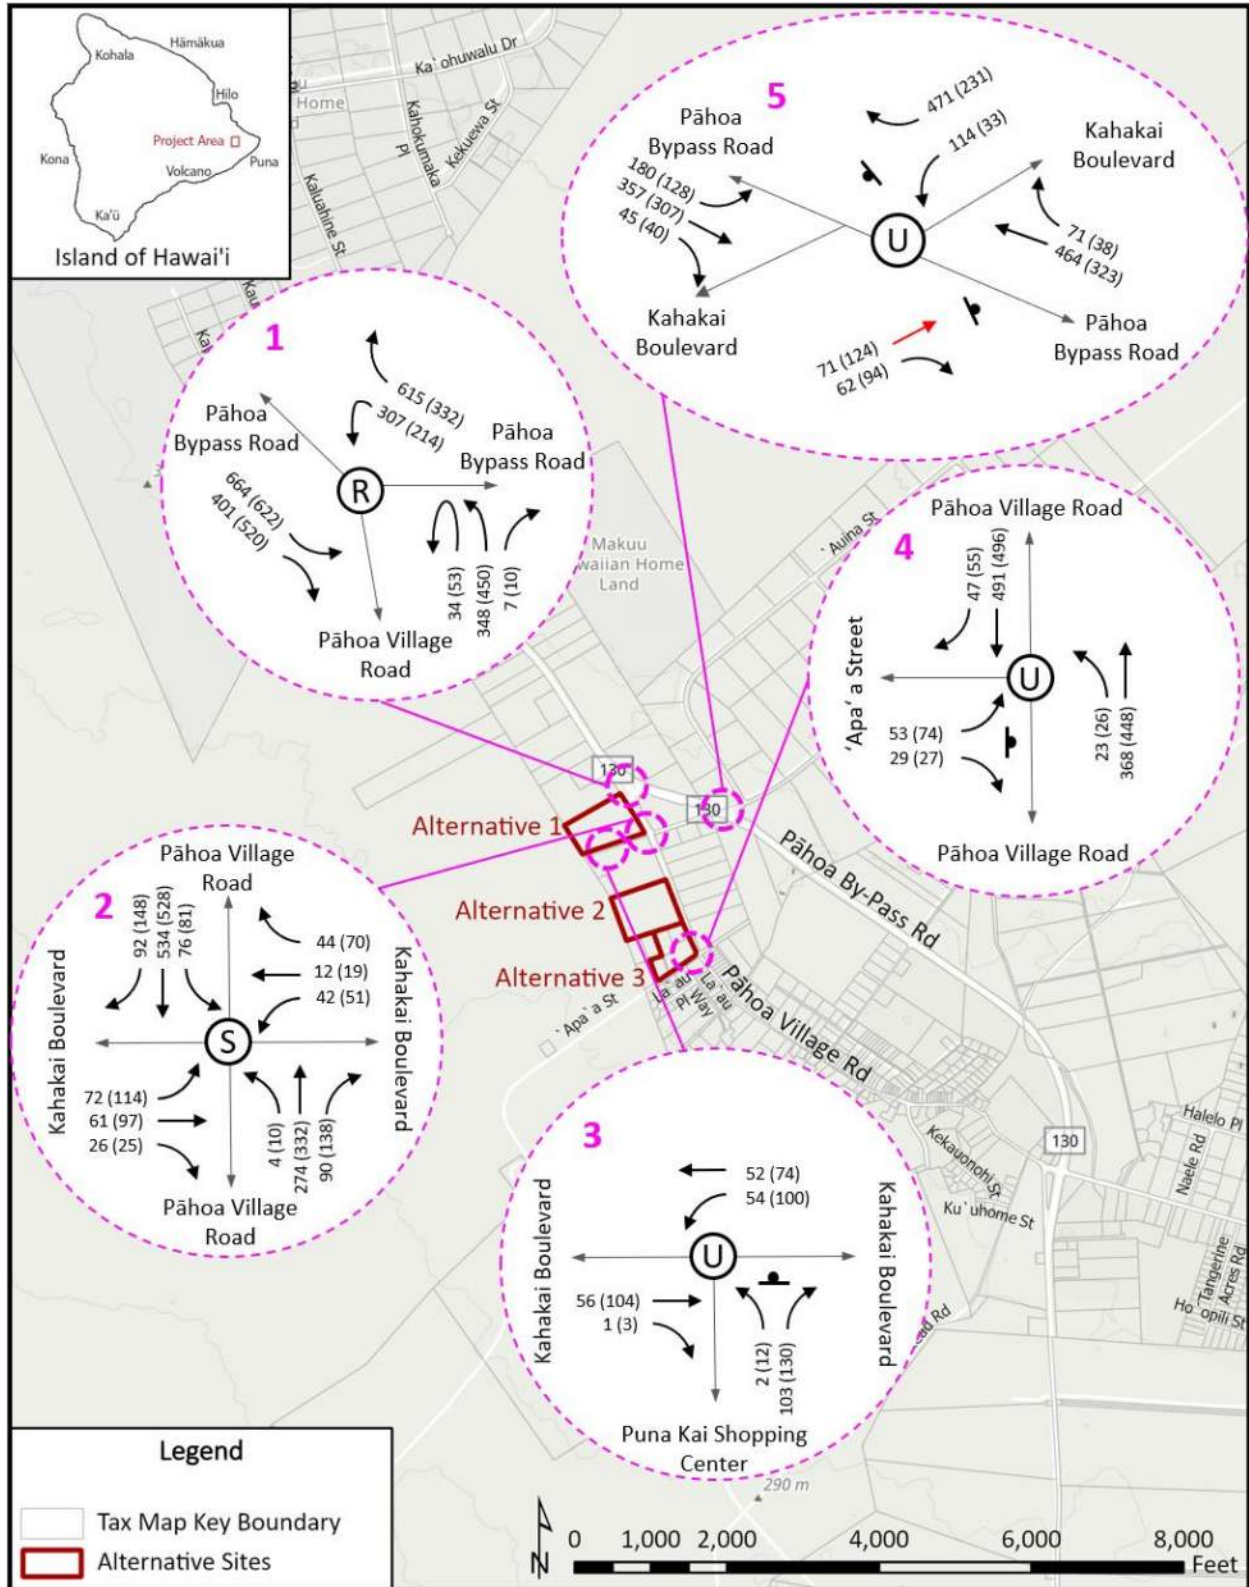 Hāmākua
Kohala
Hilo
Project Area
Kona
Puna
Volcano
Ka'ū
Island of Hawai'i
Ka`ohuwalu Dr
Home
Kahokumaka
Pl
Kekuewa St
Kaluahine St
5
Pāhoa
Bypass Road
471 (231)
114 (33)
Kahakai
Boulevard
180 (128)
357 (307)
45 (40)
U
71 (38)
464 (323)
Kahakai
Boulevard
71 (124)
62 (94)
Pāhoa
Bypass Road
1
615 (332)
307 (214)
Pāhoa
Bypass Road
Pāhoa
Bypass Road
R
664 (622)
401 (520)
34 (53)
348 (450)
7 (10)
Pāhoa Village
Road
Makuu
waiian Home
Land
`Auina St
4
Pāhoa Village Road
47 (55)
491 (496)
'Apa' a Street
U
53 (74)
29 (27)
23 (26)
368 (448)
Pāhoa Village Road
130
130
Alternative 1
Alternative 2
Alternative 3
Pāhoa By-Pass Rd
Pāhoa Village Rd
La`au
Pl
La`au
Way
`Apa`a St
2
Pāhoa Village
Road
92 (148)
534 (528)
76 (81)
44 (70)
12 (19)
42 (51)
Kahakai Boulevard
Kahakai Boulevard
S
72 (114)
61 (97)
26 (25)
4 (10)
274 (332)
90 (138)
Pāhoa Village
Road
3
52 (74)
54 (100)
Kahakai Boulevard
Kahakai Boulevard
U
56 (104)
1 (3)
2 (12)
103 (130)
Puna Kai Shopping
Center
130
Halelo Pl
Naele Rd
Kekauonohi St
Ku`uhome St
Tangerine
Acres Rd
Ho`opili St
ead Rd
290 m
Legend
Tax Map Key Boundary
Alternative Sites
N
0 1,000 2,000 4,000 6,000 8,000
Feet